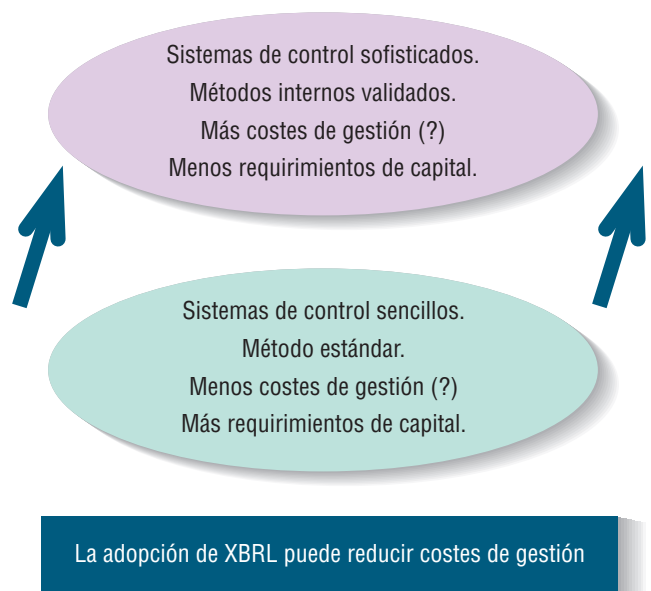 Sistemas de control sofisticados.
Métodos internos validados.
Más costes de gestión (?)
Menos requirimientos de capital.
Sistemas de control sencillos.
Método estándar.
Menos costes de gestión (?)
Más requirimientos de capital.
La adopción de XBRL puede reducir costes de gestión